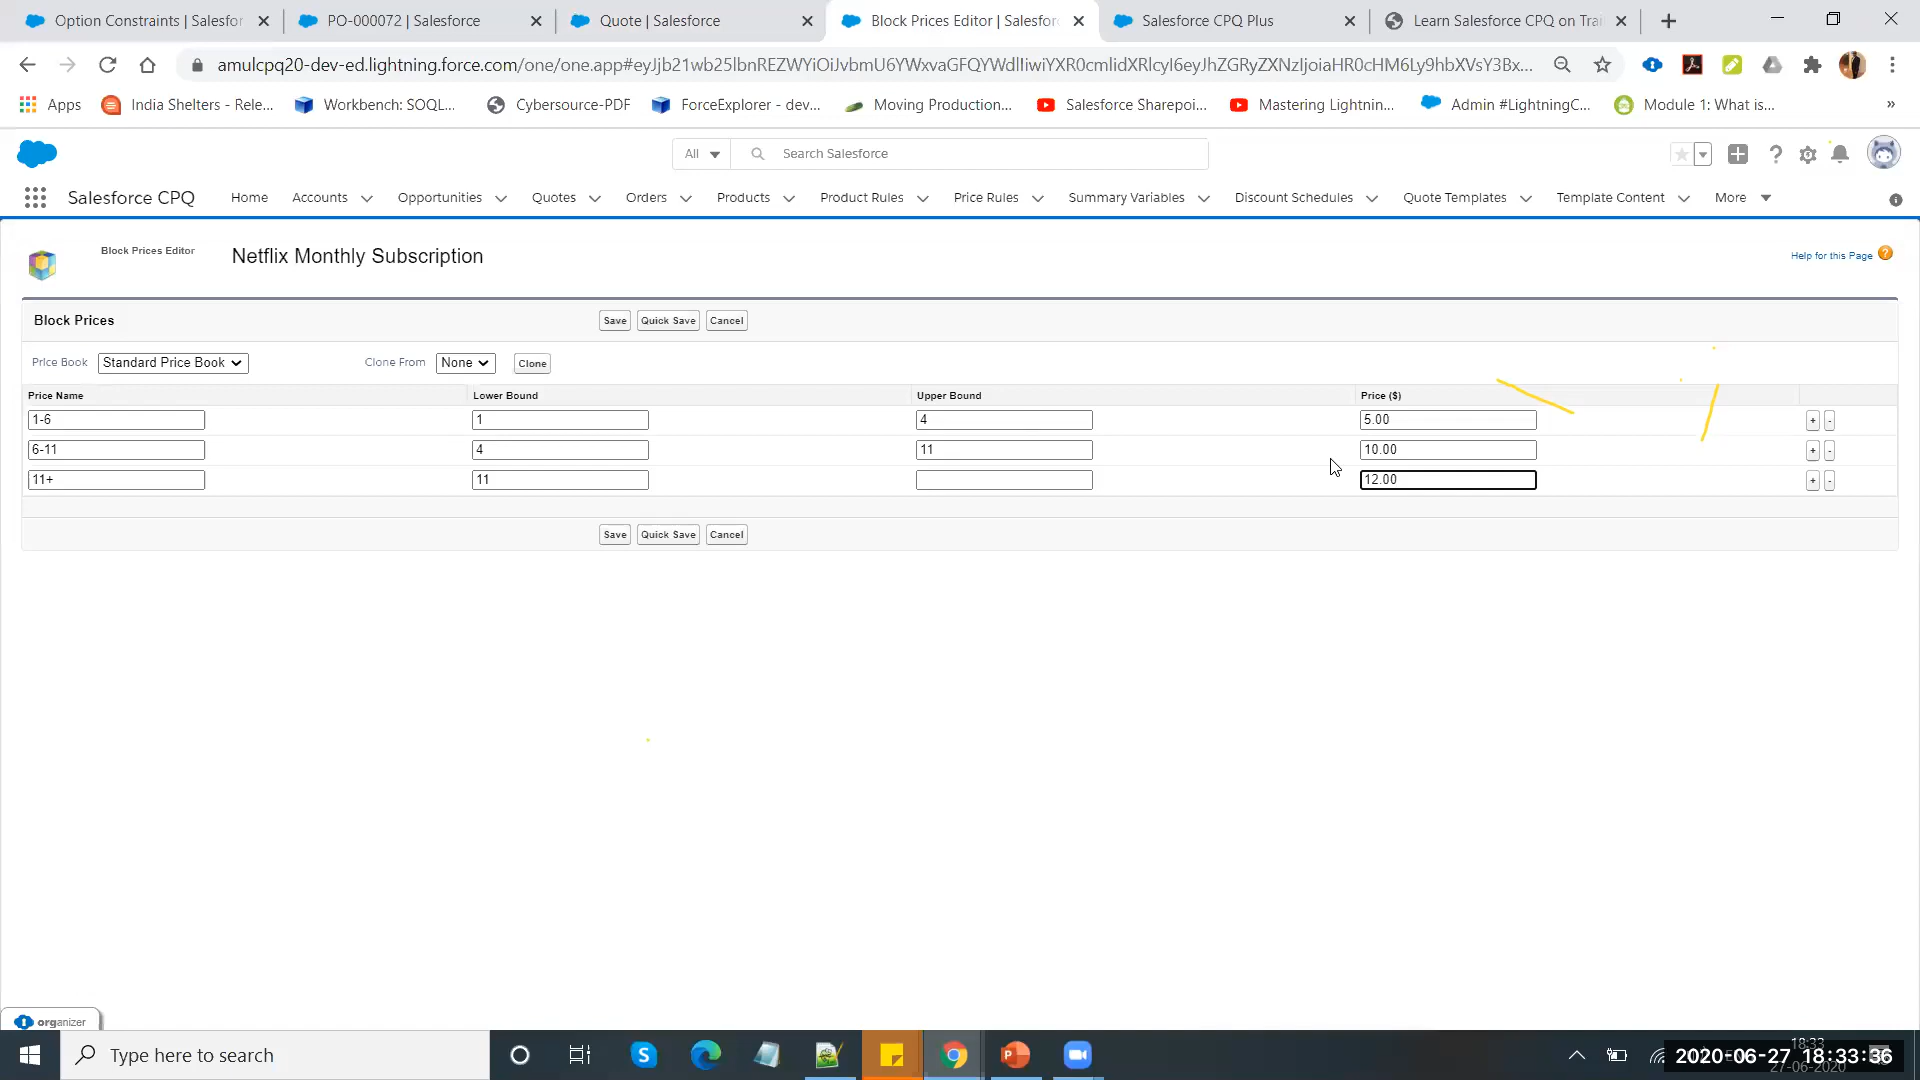 Option Constraints | Salesfor
PO-000072 | Salesforce
Quote | Salesforce
Block Prices Editor | Salesfor
Salesforce CPQ Plus
Learn Salesforce CPQ on Trai
amulcpq20-dev-ed.lightning.force.com/one/one.app#eyJjb21wb25lbnREZWYiOiJvbmU6YWxvaGFQYWdlIiwiYXR0cmlidXRlcyI6eyJhZGRyZXNzIjoiaHR0cHM6Ly9hbXVsY3Bx...
Apps
India Shelters - Rele...
Workbench: SOQL...
Cybersource-PDF
ForceExplorer - dev...
Moving Production...
Salesforce Sharepoi...
Mastering Lightnin...
Admin #LightningC...
Module 1: What is...
»
All
Search Salesforce
Salesforce CPQ
Home
Accounts
Opportunities
Quotes
Orders
Products
Product Rules
Price Rules
Summary Variables
Discount Schedules
Quote Templates
Template Content
More
Block Prices Editor
Netflix Monthly Subscription
Help for this Page
Block Prices
Save Quick Save Cancel
Price Book Standard Price Book Clone From None Clone
Price Name Lower Bound Upper Bound Price ($)
1-6 1 4 5.00 + -
6-11 4 11 10.00 + -
11+ 11 12.00 + -
Save Quick Save Cancel
organizer
Type here to search
18:33
2020-06-27 18:33:36
27-06-2020